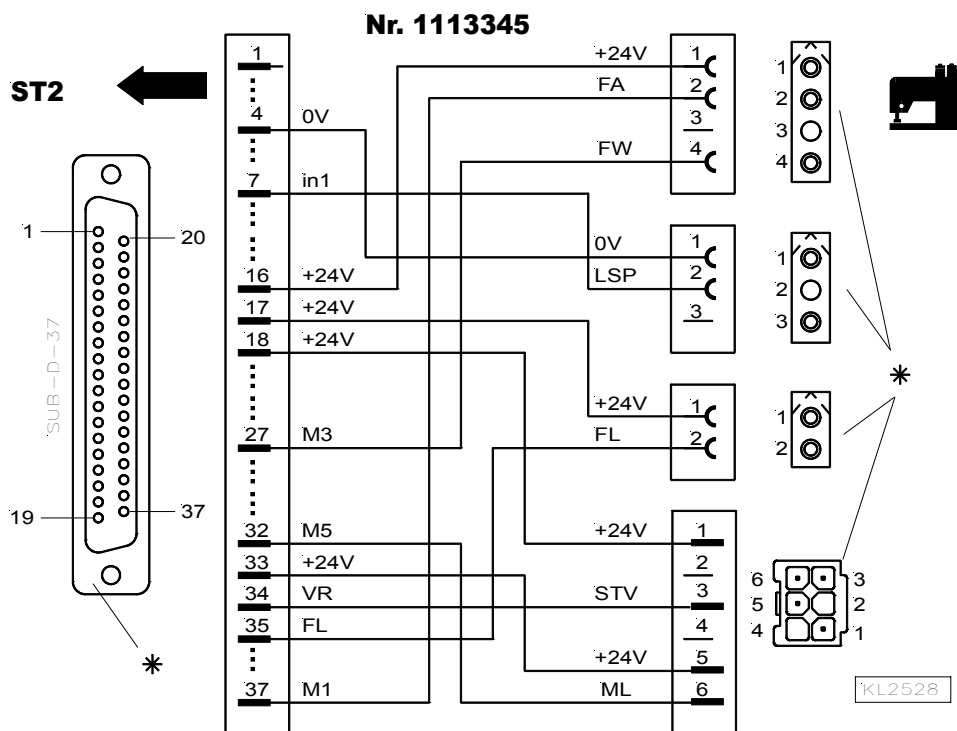 Nr. 1113345
ST2
1
4 0V
7 in1
16 +24V
17 +24V
18 +24V
27 M3
32 M5
33 +24V
34 VR
35 FL
37 M1
1 20
19 37
SUB-D-37
+24V 1
FA 2
3
FW 4
0V 1
LSP 2
3
+24V 1
FL 2
+24V 1
2
STV 3
4
+24V 5
ML 6
1
2
3
4
1
2
3
1
2
6 3
5 2
4 1
KL2528